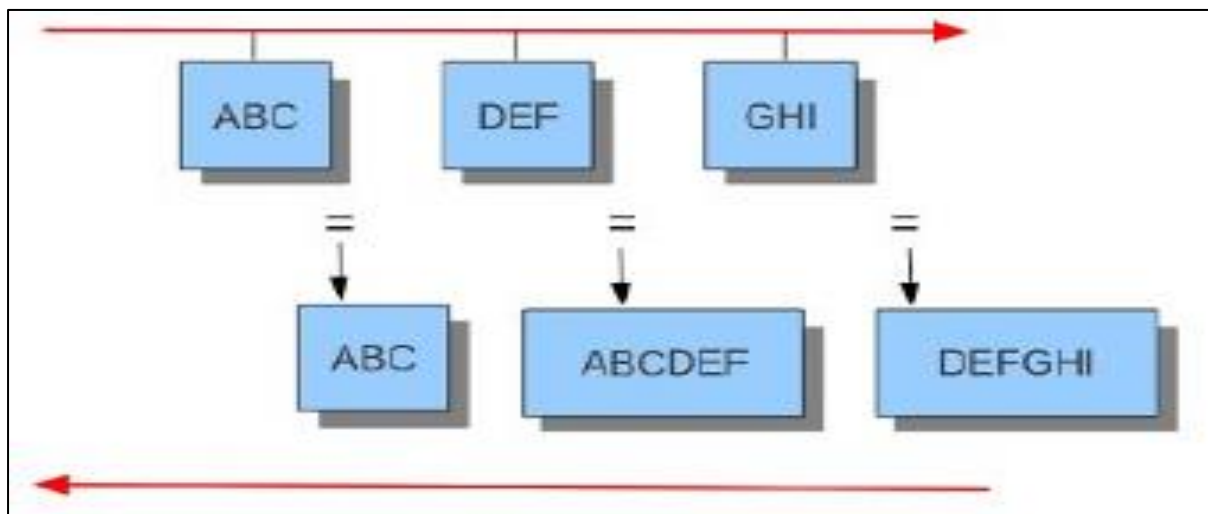 ABC DEF GHI
= = =
ABC ABCDEF DEFGHI